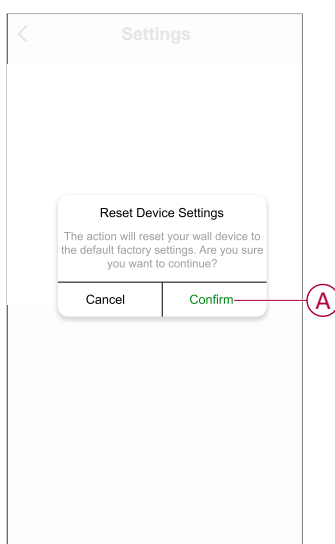 Settings
Reset Device Settings
The action will reset your wall device to
the default factory settings. Are you sure
you want to continue?
Cancel
Confirm
A